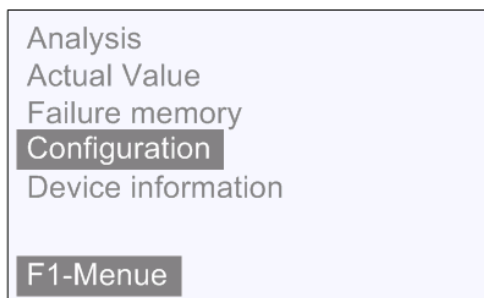 Analysis
Actual Value
Failure memory
Configuration
Device information
F1-Menue